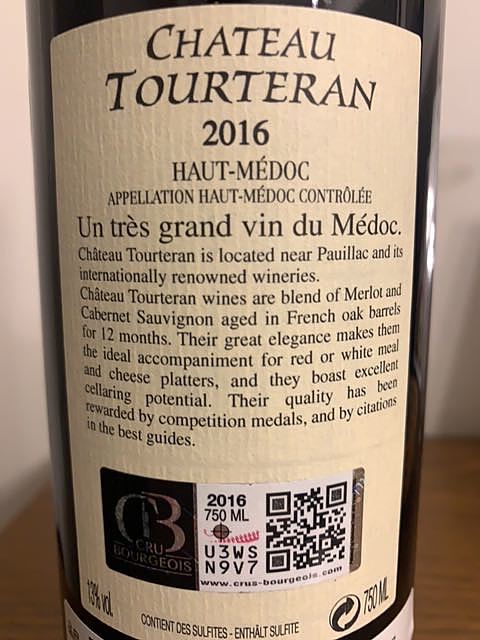 CHATEAU
TOURTERAN
2016
HAUT-MÉDOC
APPELLATION HAUT-MÉDOC CONTRÔLÉE
Un très grand vin du Médoc.
Château Tourteran is located near Pauillac and its
internationally renowned wineries.
Château Tourteran wines are blend of Merlot and
Cabernet Sauvignon aged in French oak barrels
for 12 months. Their great elegance makes them
the ideal accompaniment for red or white meal
and cheese platters, and they boast excellent
cellaring potential. Their quality has been
rewarded by competition medals, and by citations
in the best guides.
CB
CRU
BOURGEOIS
2016
750 ML
U3WS
N9V7
www.crus-bourgeois.com
13% vol.
750 ML
CONTIENT DES SULFITES - ENTHÄLT SULFITE